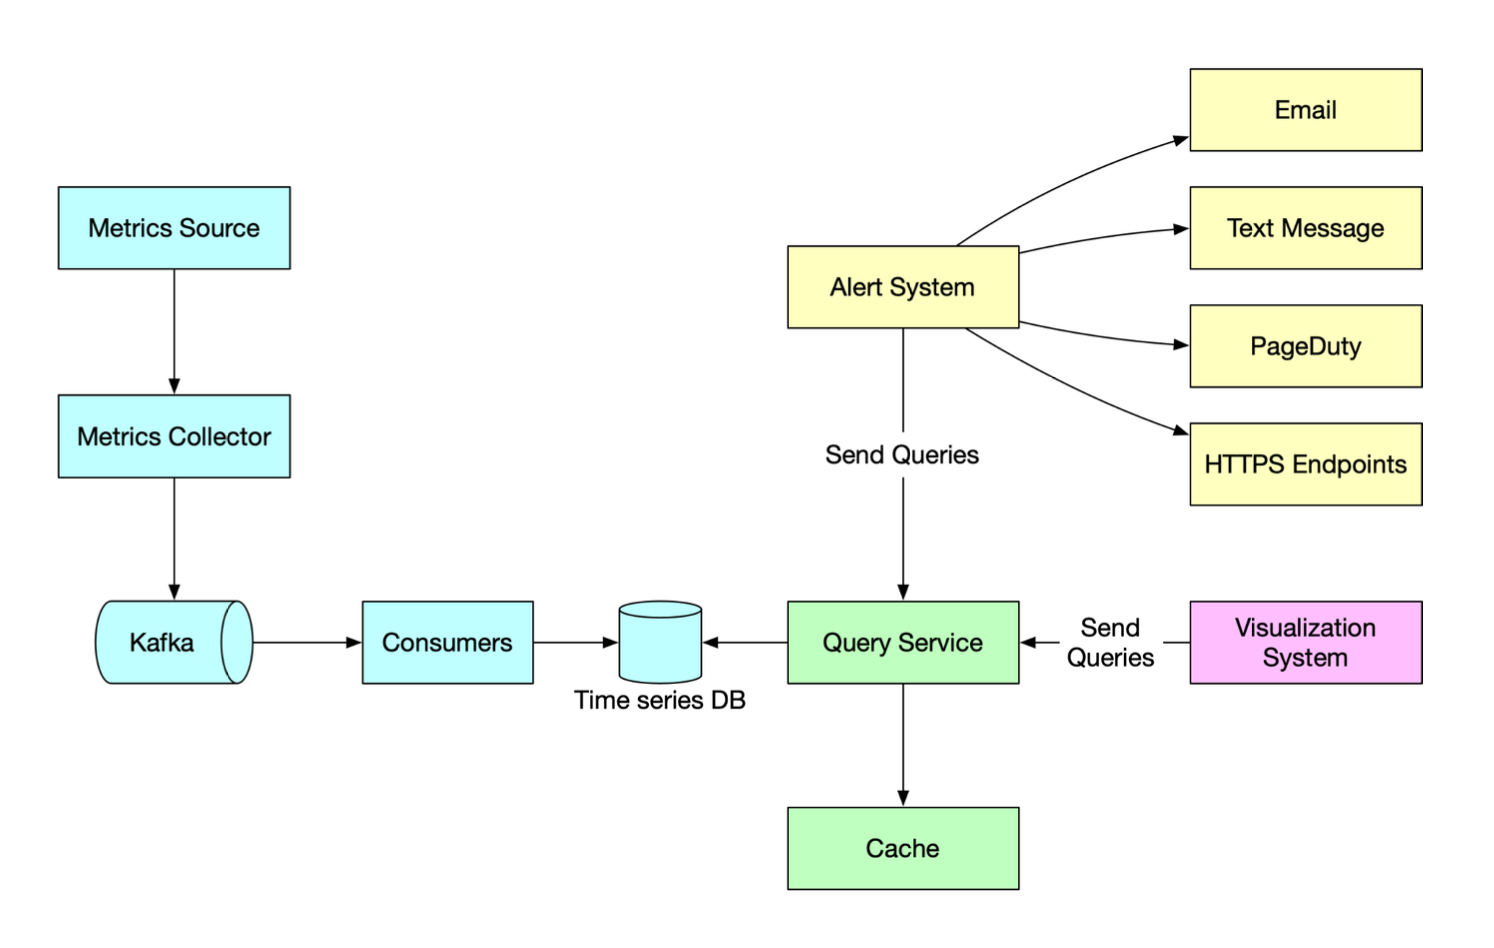 Email
Metrics Source
Text Message
Alert System
PageDuty
Metrics Collector
Send Queries
HTTPS Endpoints
Kafka
Consumers
Time series DB
Query Service
Send
Queries
Visualization
System
Cache